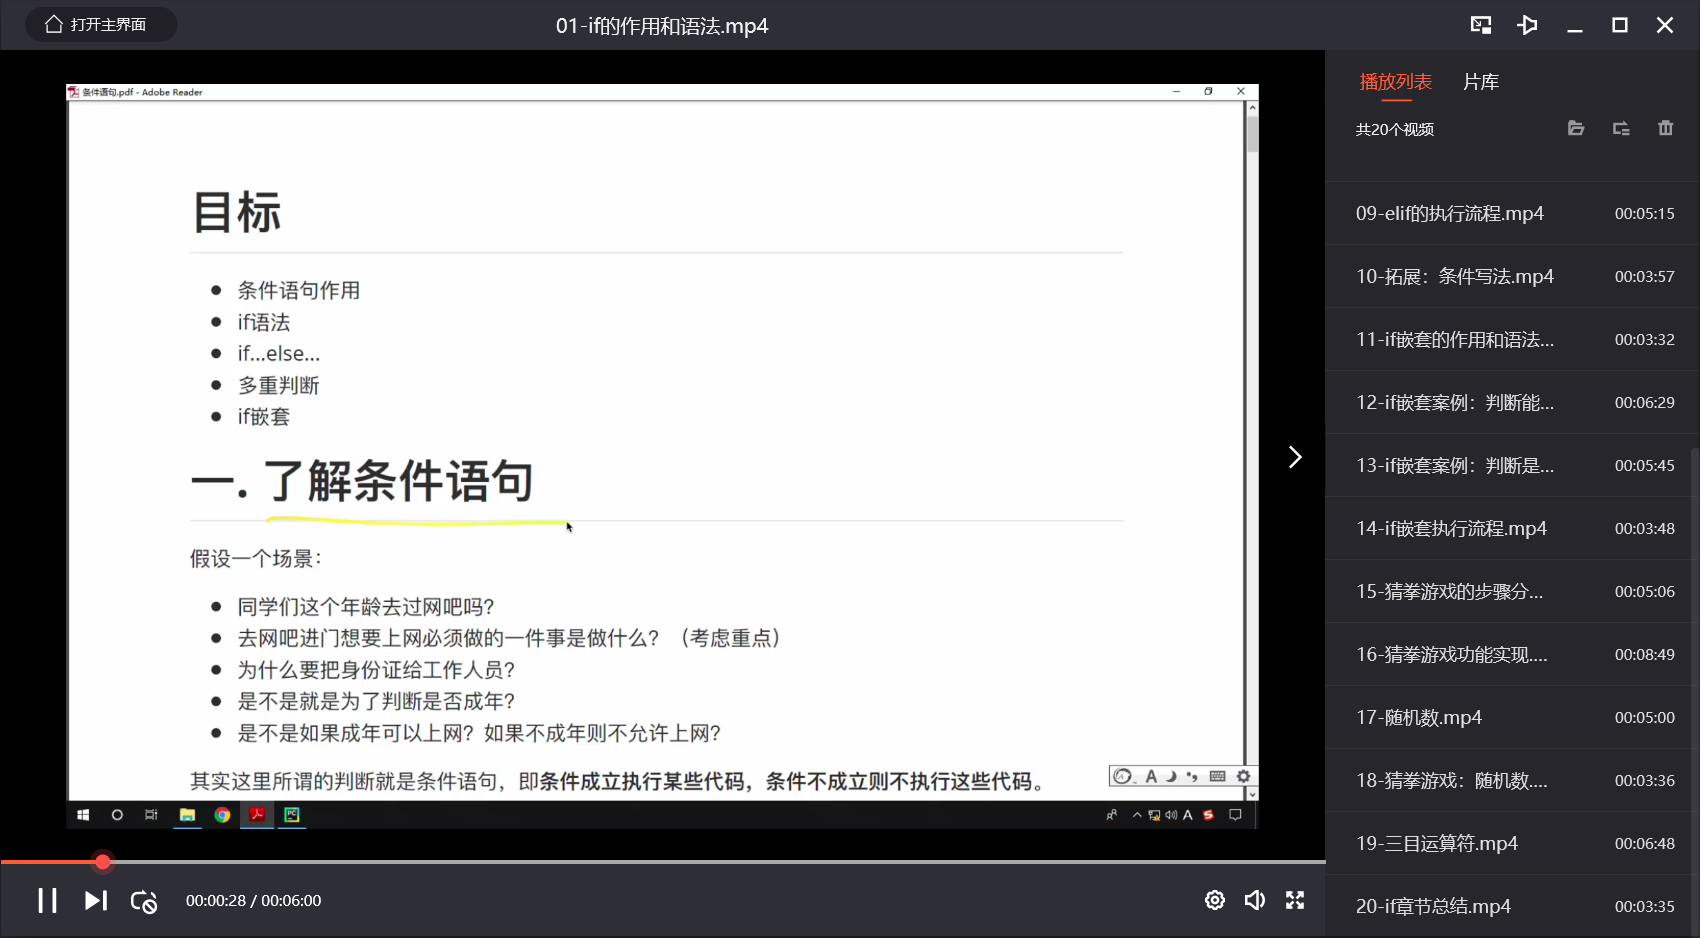 打开主界面
01-if的作用和语法.mp4
条件语句.pdf - Adobe Reader
目标
条件语句作用
if语法
if...else...
多重判断
if嵌套
一. 了解条件语句
假设一个场景：
同学们这个年龄去过网吧吗？
去网吧进门想要上网必须做的一件事是做什么？（考虑重点）
为什么要把身份证给工作人员？
是不是就是为了判断是否成年？
是不是如果成年可以上网？如果不成年则不允许上网？
其实这里所谓的判断就是条件语句，即条件成立执行某些代码，条件不成立则不执行这些代码。
A
A
00:00:28 / 00:06:00
播放列表 片库
共20个视频
09-elif的执行流程.mp4 00:05:15
10-拓展：条件写法.mp4 00:03:57
11-if嵌套的作用和语法... 00:03:32
12-if嵌套案例：判断能... 00:06:29
13-if嵌套案例：判断是... 00:05:45
14-if嵌套执行流程.mp4 00:03:48
15-猜拳游戏的步骤分... 00:05:06
16-猜拳游戏功能实现.... 00:08:49
17-随机数.mp4 00:05:00
18-猜拳游戏：随机数.... 00:03:36
19-三目运算符.mp4 00:06:48
20-if章节总结.mp4 00:03:35